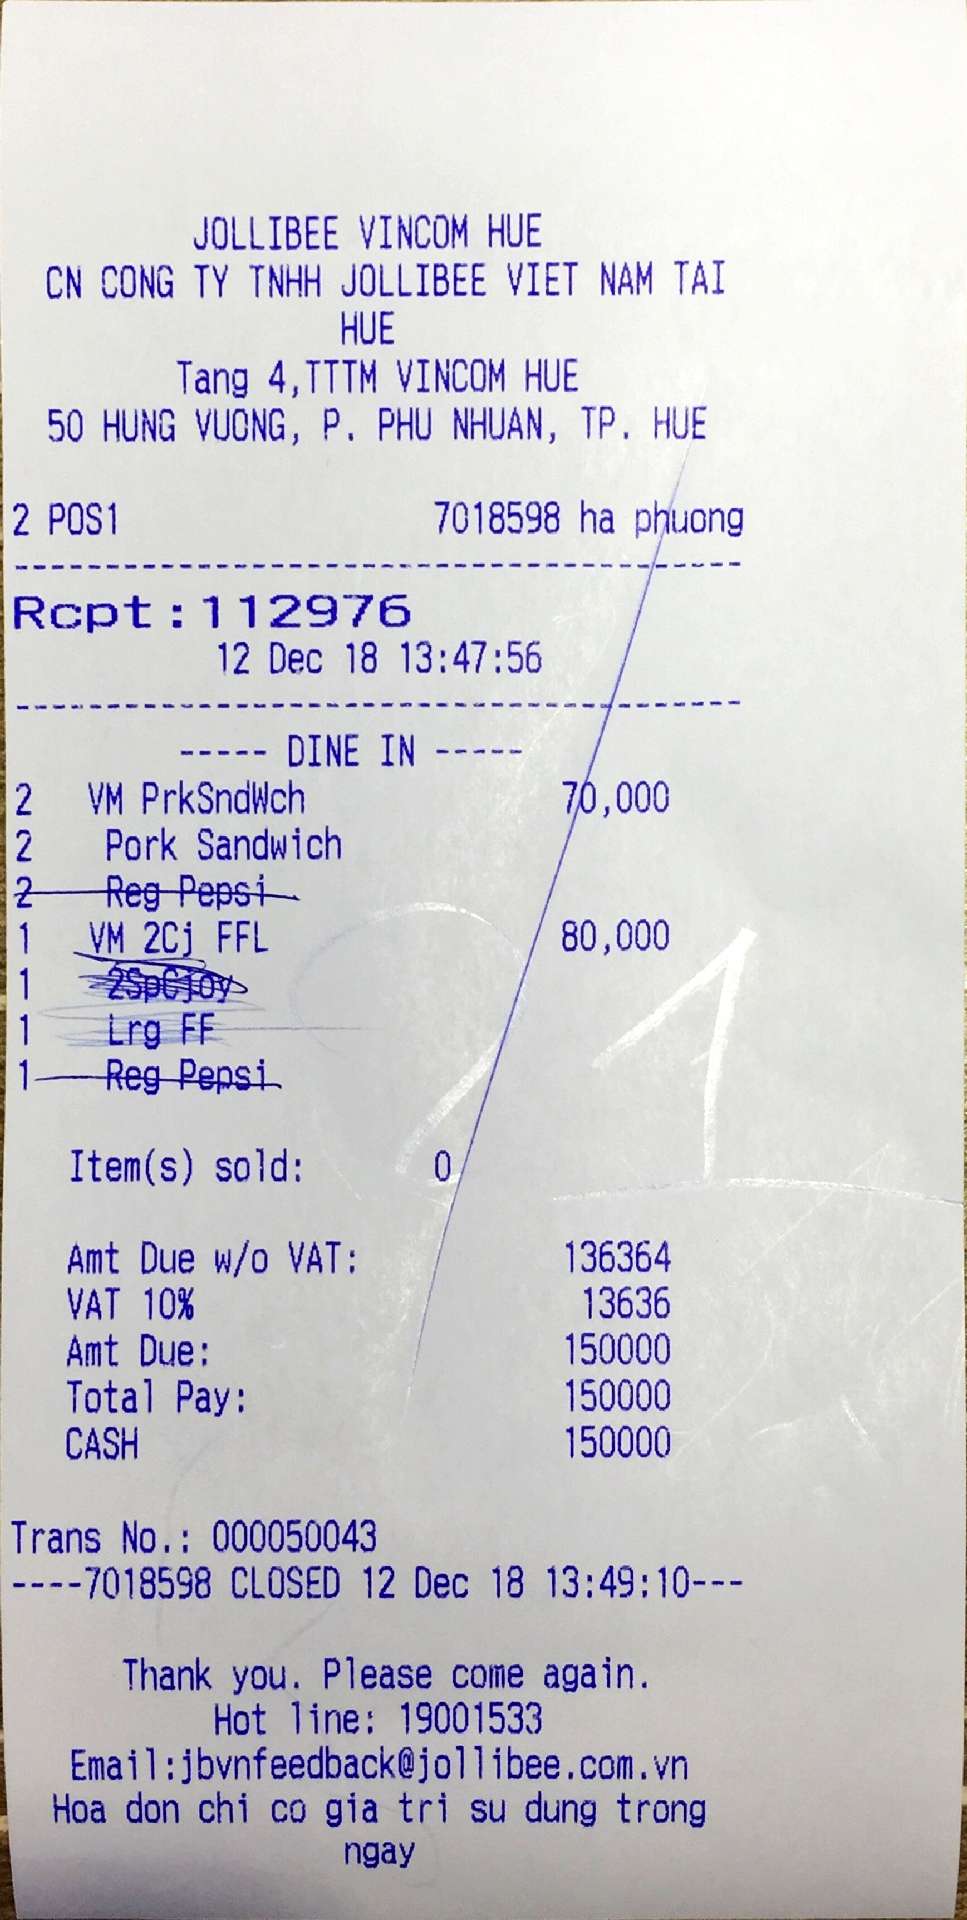 JOLLIBEE VINCOM HUE
CN CONG TY TNHH JOLLIBEE VIET NAM TAI
HUE
Tang 4,TTTM VINCOM HUE
50 HUNG VUONG, P. PHU NHUAN, TP. HUE
2 POS1 7018598 ha phuong
---------------------------------------
Rcpt:112976
12 Dec 18 13:47:56
---------------------------------------
----- DINE IN -----
2 VM PrkSndWch 70,000
2 Pork Sandwich
2 Reg Pepsi
1 VM 2Cj FFL 80,000
1 2SpCjoy
1 Lrg FF
1 Reg Pepsi
Item(s) sold: 0
Amt Due w/o VAT: 136364
VAT 10% 13636
Amt Due: 150000
Total Pay: 150000
CASH 150000
Trans No.: 000050043
----7018598 CLOSED 12 Dec 18 13:49:10---
Thank you. Please come again.
Hot line: 19001533
Email:jbvnfeedback@jollibee.com.vn
Hoa don chi co gia tri su dung trong
ngay